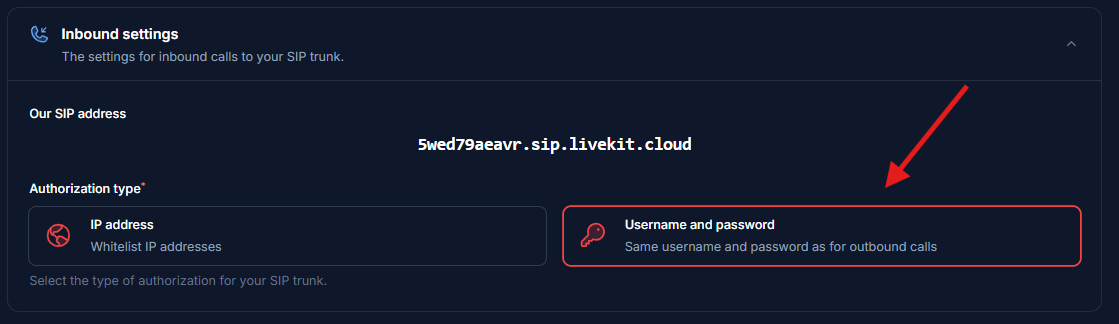 Inbound settings
The settings for inbound calls to your SIP trunk.
Our SIP address
5wed79aeavr.sip.livekit.cloud
Authorization type*
IP address
Whitelist IP addresses
Username and password
Same username and password as for outbound calls
Select the type of authorization for your SIP trunk.